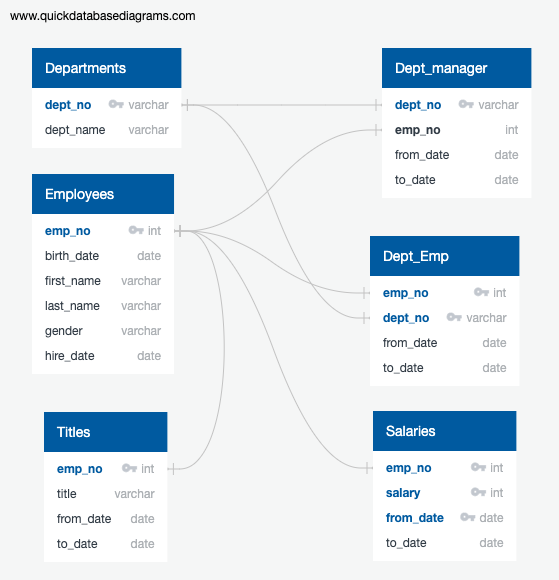 www.quickdatabasediagrams.com
Departments
dept_no varchar
dept_name varchar
Dept_manager
dept_no varchar
emp_no int
from_date date
to_date date
Employees
emp_no int
birth_date date
first_name varchar
last_name varchar
gender varchar
hire_date date
Dept_Emp
emp_no int
dept_no varchar
from_date date
to_date date
Titles
emp_no int
title varchar
from_date date
to_date date
Salaries
emp_no int
salary int
from_date date
to_date date